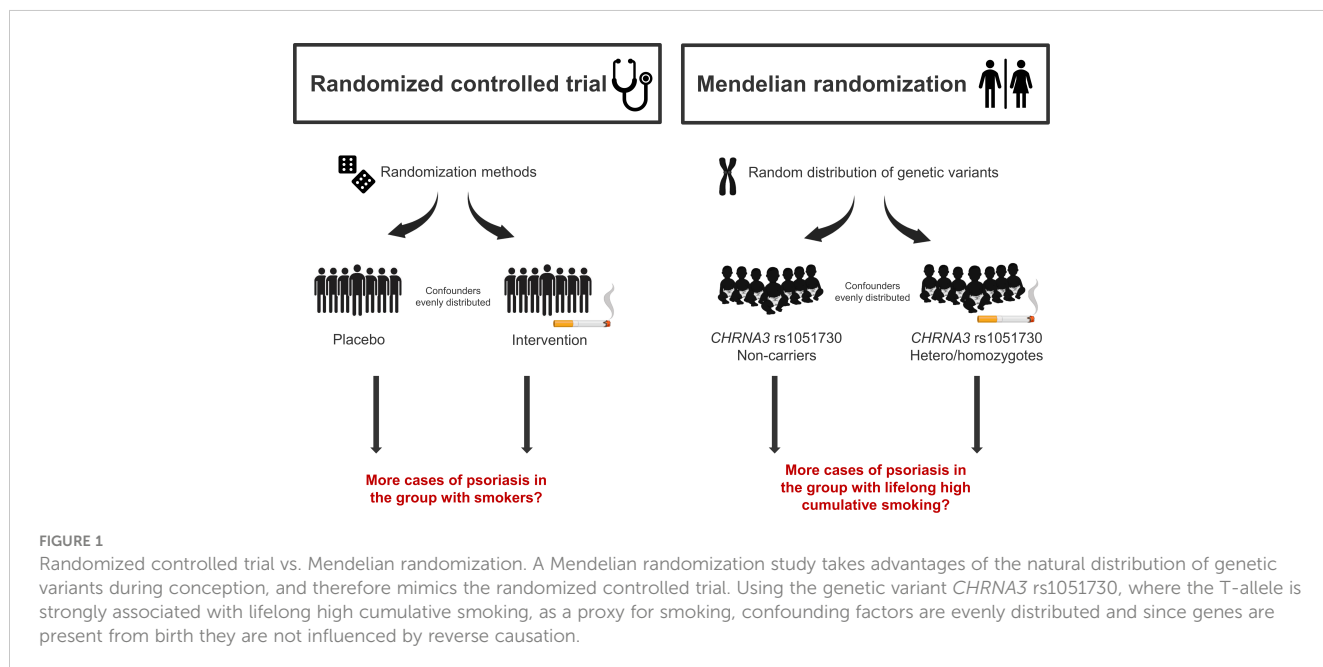 Randomized controlled trial
Mendelian randomization
Randomization methods
Random distribution of genetic variants
Confounders
evenly distributed
Confounders
evenly distributed
Placebo
Intervention
CHRNA3 rs1051730
Non-carriers
CHRNA3 rs1051730
Hetero/homozygotes
More cases of psoriasis in
the group with smokers?
More cases of psoriasis in
the group with lifelong high
cumulative smoking?
FIGURE 1
Randomized controlled trial vs. Mendelian randomization. A Mendelian randomization study takes advantages of the natural distribution of genetic
variants during conception, and therefore mimics the randomized controlled trial. Using the genetic variant CHRNA3 rs1051730, where the T-allele is
strongly associated with lifelong high cumulative smoking, as a proxy for smoking, confounding factors are evenly distributed and since genes are
present from birth they are not influenced by reverse causation.